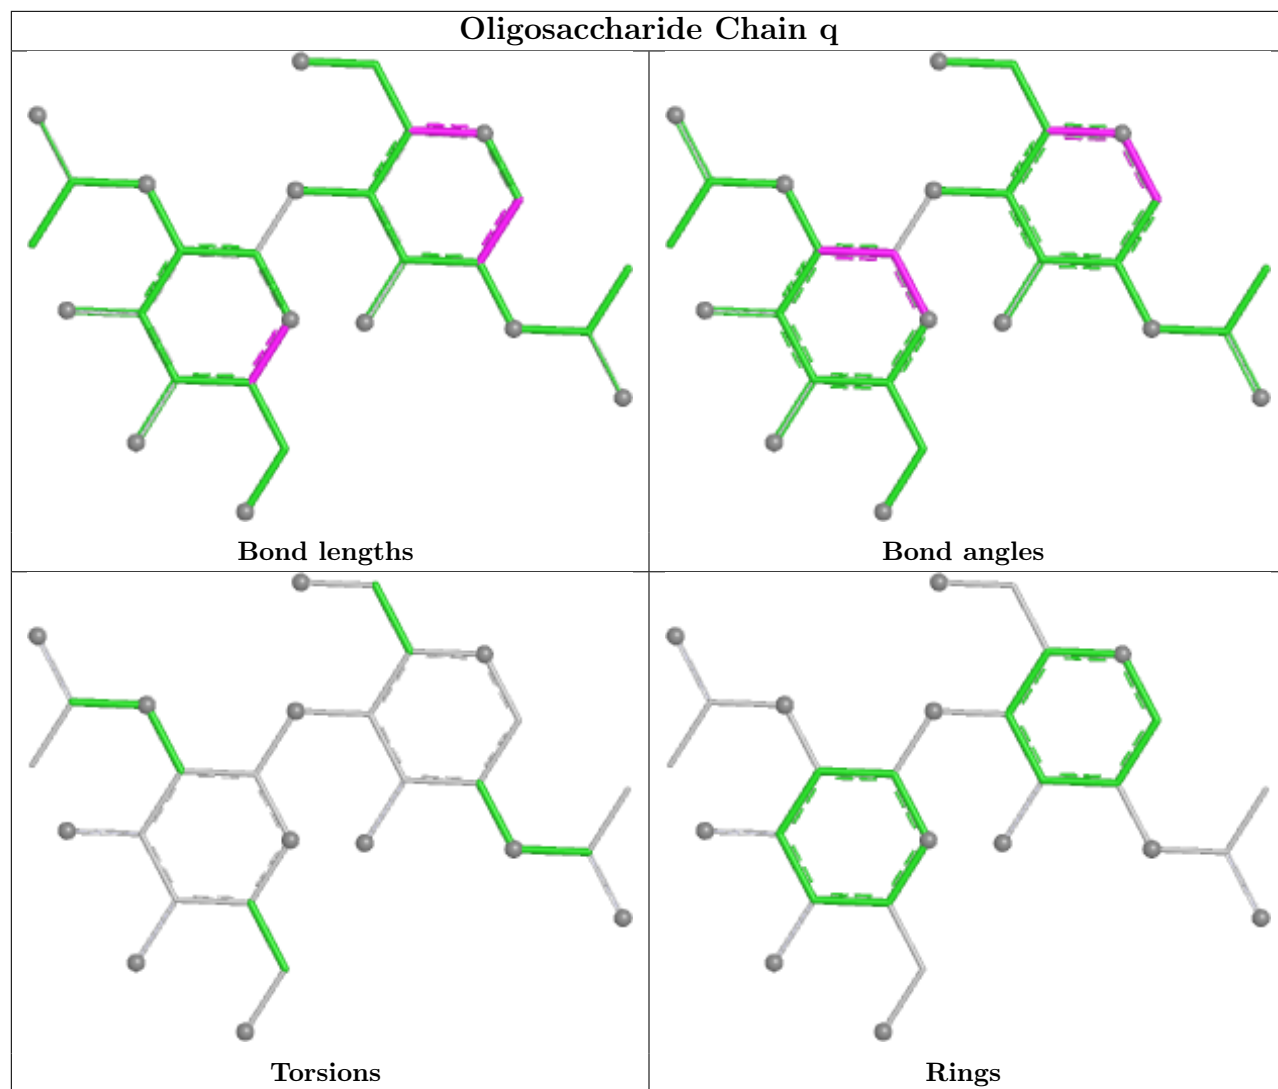 Oligosaccharide Chain q
Bond lengths
Bond angles
Torsions
Rings